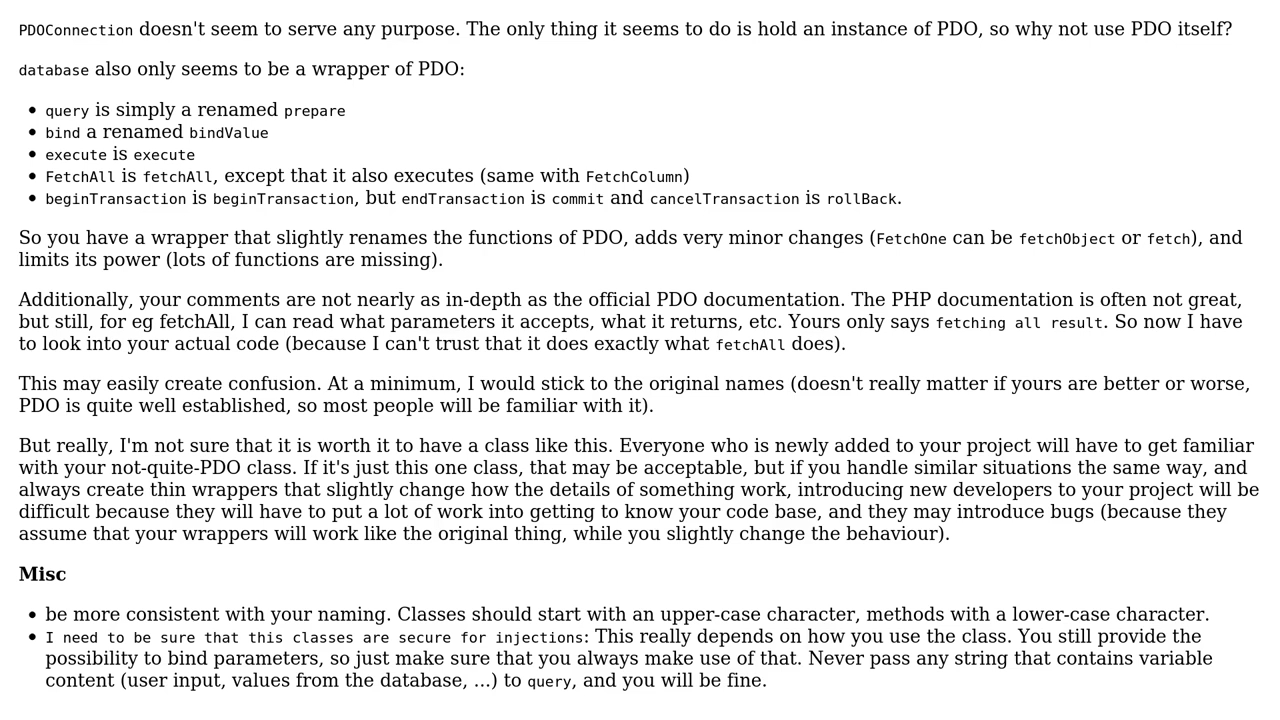 PDOConnection doesn't seem to serve any purpose. The only thing it seems to do is hold an instance of PDO, so why not use PDO itself?
database also only seems to be a wrapper of PDO:
• query is simply a renamed prepare
• bind a renamed bindValue
• execute is execute
• FetchAll is fetchAll, except that it also executes (same with FetchColumn)
• beginTransaction is beginTransaction, but endTransaction is commit and cancelTransaction is rollBack.
So you have a wrapper that slightly renames the functions of PDO, adds very minor changes (FetchOne can be fetchObject or fetch), and
limits its power (lots of functions are missing).
Additionally, your comments are not nearly as in-depth as the official PDO documentation. The PHP documentation is often not great,
but still, for eg fetchAll, I can read what parameters it accepts, what it returns, etc. Yours only says fetching all result. So now I have
to look into your actual code (because I can't trust that it does exactly what fetchAll does).
This may easily create confusion. At a minimum, I would stick to the original names (doesn't really matter if yours are better or worse,
PDO is quite well established, so most people will be familiar with it).
But really, I'm not sure that it is worth it to have a class like this. Everyone who is newly added to your project will have to get familiar
with your not-quite-PDO class. If it's just this one class, that may be acceptable, but if you handle similar situations the same way, and
always create thin wrappers that slightly change how the details of something work, introducing new developers to your project will be
difficult because they will have to put a lot of work into getting to know your code base, and they may introduce bugs (because they
assume that your wrappers will work like the original thing, while you slightly change the behaviour).
Misc
• be more consistent with your naming. Classes should start with an upper-case character, methods with a lower-case character.
• I need to be sure that this classes are secure for injections: This really depends on how you use the class. You still provide the
possibility to bind parameters, so just make sure that you always make use of that. Never pass any string that contains variable
content (user input, values from the database, ...) to query, and you will be fine.